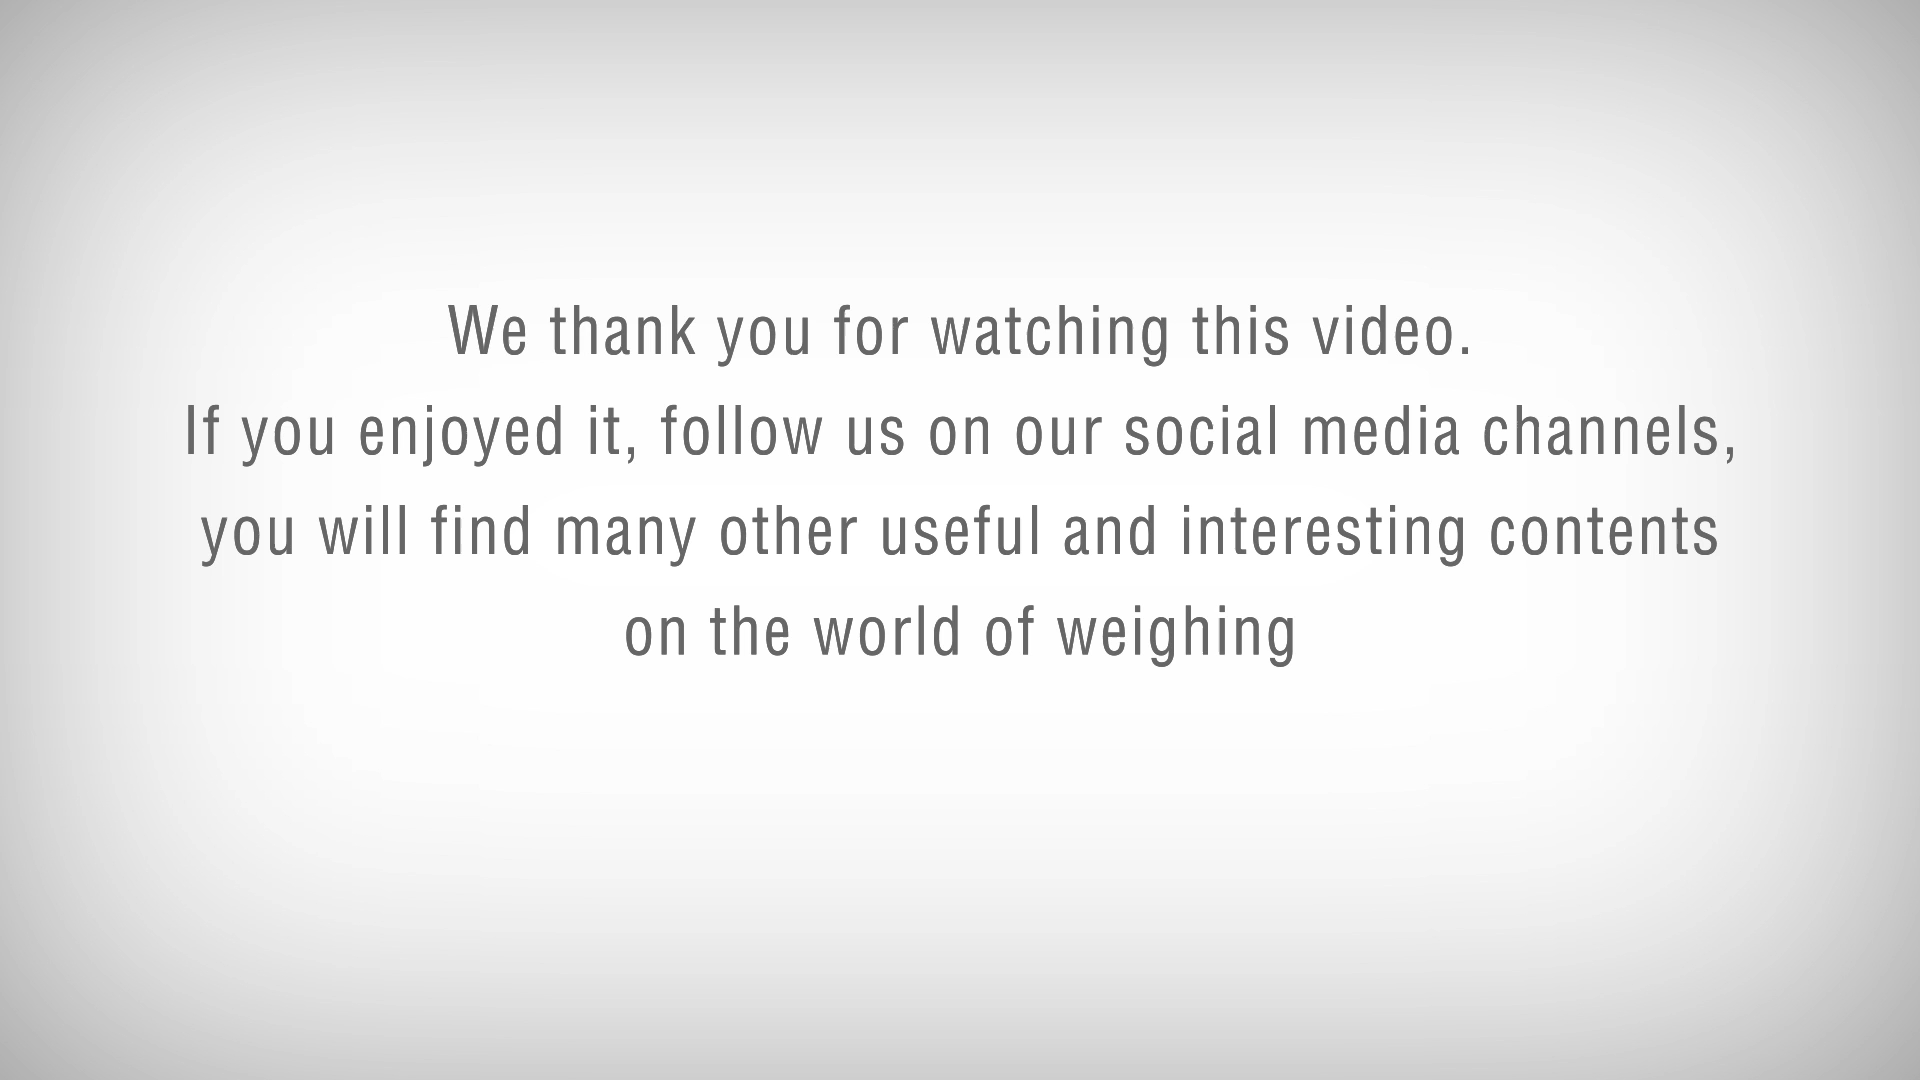 We thank you for watching this video.
If you enjoyed it, follow us on our social media channels,
you will find many other useful and interesting contents
on the world of weighing